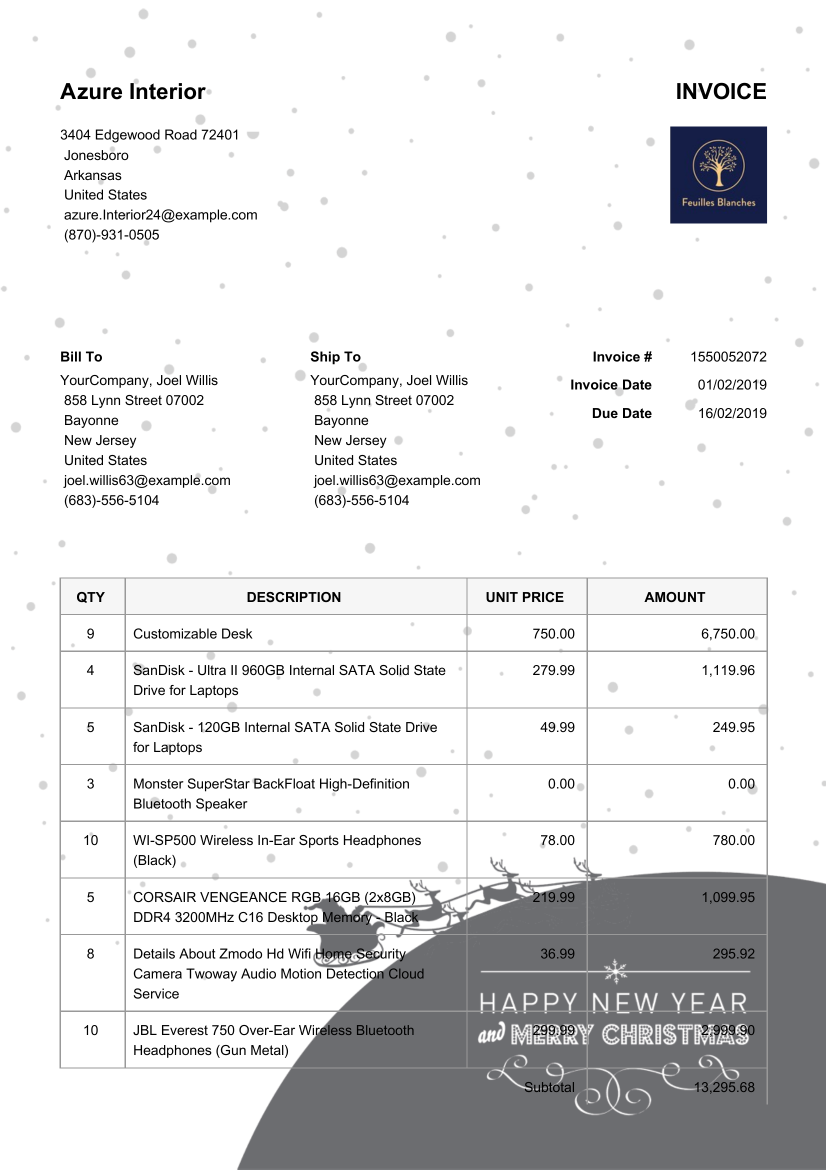 Azure Interior
INVOICE
3404 Edgewood Road 72401
Jonesboro
Arkansas
United States
azure.Interior24@example.com
(870)-931-0505
Feuilles Blanches
Bill To
YourCompany, Joel Willis
858 Lynn Street 07002
Bayonne
New Jersey
United States
joel.willis63@example.com
(683)-556-5104
Ship To
YourCompany, Joel Willis
858 Lynn Street 07002
Bayonne
New Jersey
United States
joel.willis63@example.com
(683)-556-5104
Invoice # 1550052072
Invoice Date 01/02/2019
Due Date 16/02/2019
QTY DESCRIPTION UNIT PRICE AMOUNT
9 Customizable Desk 750.00 6,750.00
4 SanDisk - Ultra II 960GB Internal SATA Solid State 279.99 1,119.96
Drive for Laptops
5 SanDisk - 120GB Internal SATA Solid State Drive 49.99 249.95
for Laptops
3 Monster SuperStar BackFloat High-Definition 0.00 0.00
Bluetooth Speaker
10 WI-SP500 Wireless In-Ear Sports Headphones 78.00 780.00
(Black)
5 CORSAIR VENGEANCE RGB 16GB (2x8GB) 219.99 1,099.95
DDR4 3200MHz C16 Desktop Memory - Black
8 Details About Zmodo Hd Wifi Home Security 36.99 295.92
Camera Twoway Audio Motion Detection Cloud
Service
HAPPY NEW YEAR
10 JBL Everest 750 Over-Ear Wireless Bluetooth 299.99 2,999.90
Headphones (Gun Metal)
and MERRY CHRISTMAS
Subtotal 13,295.68